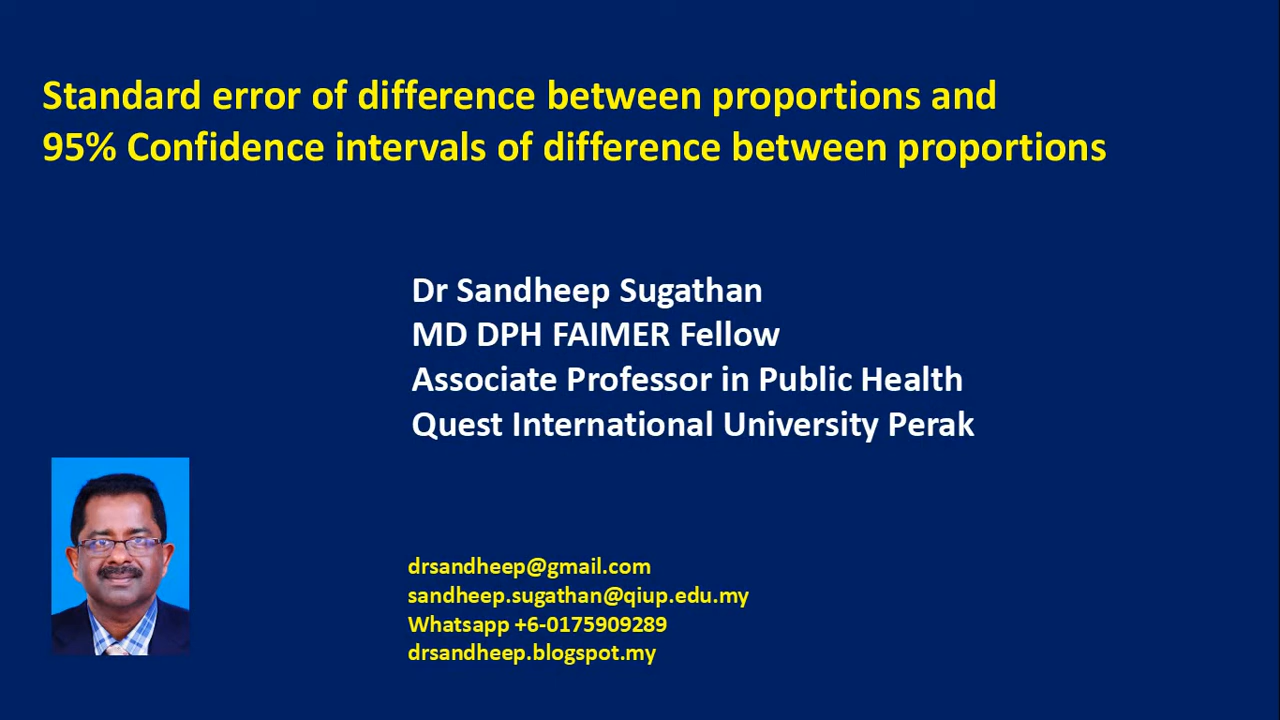 Standard error of difference between proportions and
95% Confidence intervals of difference between proportions
Dr Sandheep Sugathan
MD DPH FAIMER Fellow
Associate Professor in Public Health
Quest International University Perak
drsandheep@gmail.com
sandheep.sugathan@qiup.edu.my
Whatsapp +6-0175909289
drsandheep.blogspot.my